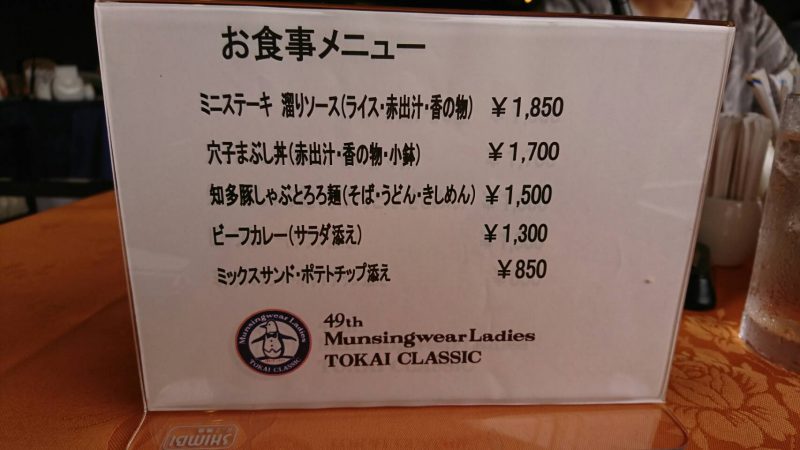 お食事メニュー
ミニステーキ 溜りソース(ライス・赤出汁・香の物) ￥1,850
穴子まぶし丼(赤出汁・香の物・小鉢) ￥1,700
知多豚しゃぶとろろ麺(そば・うどん・きしめん) ￥1,500
ビーフカレー(サラダ添え) ￥1,300
ミックスサンド・ポテトチップ添え ￥850
Munsingwear Ladies
TOKAI CLASSIC
49th
Munsingwear Ladies
TOKAI CLASSIC
SHIMBI